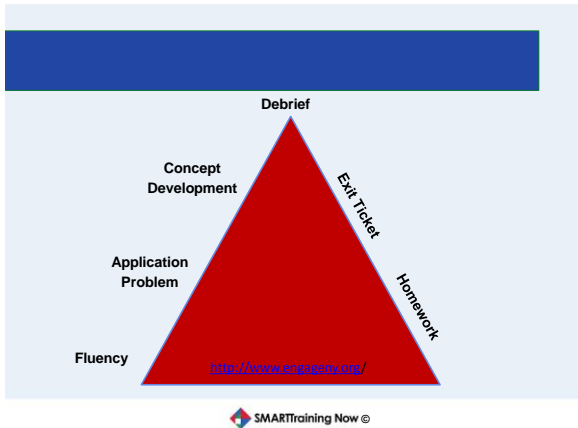 Debrief
Concept
Development
Exit Ticket
Application
Problem
Homework
Fluency
http://www.engageny.org/
SMARTTraining Now ©